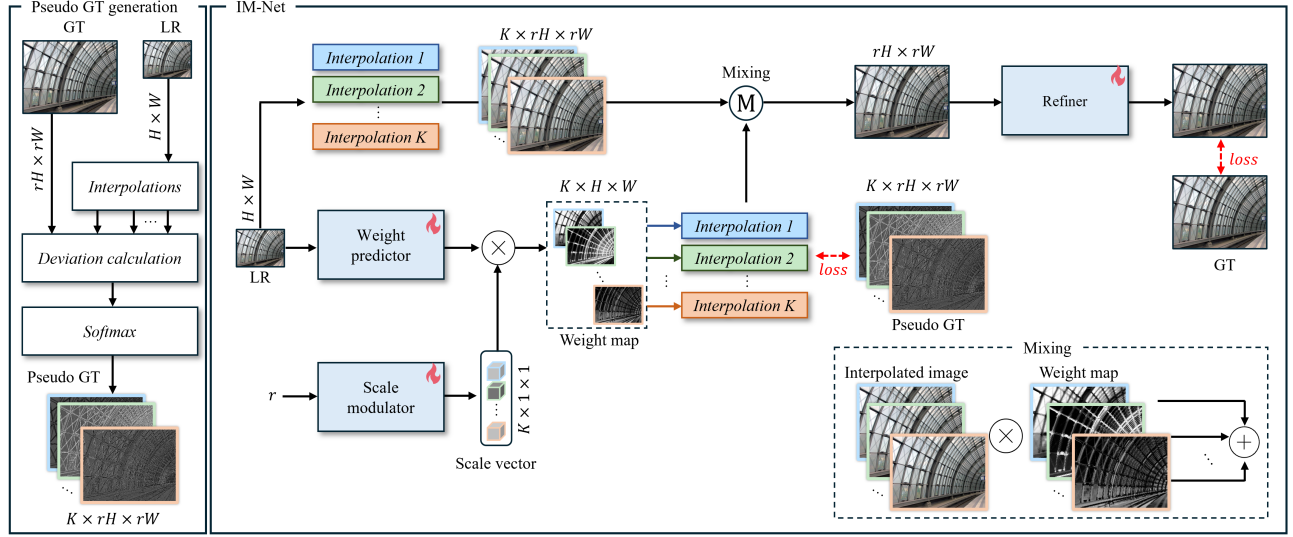 Pseudo GT generation
GT
LR
rH × rW
H × W
Interpolations
...
Deviation calculation
Softmax
Pseudo GT
...
K × rH × rW
IM-Net
Interpolation 1
Interpolation 2
...
Interpolation K
K × rH × rW
...
Mixing
M
rH × rW
Refiner
loss
GT
H × W
LR
Weight
predictor
×
K × H × W
...
Weight map
Interpolation 1
Interpolation 2
...
...
Interpolation K
loss
K × rH × rW
...
Pseudo GT
r
Scale
modulator
...
K × 1 × 1
Scale vector
Mixing
Interpolated image
Weight map
×
+
...
...
...